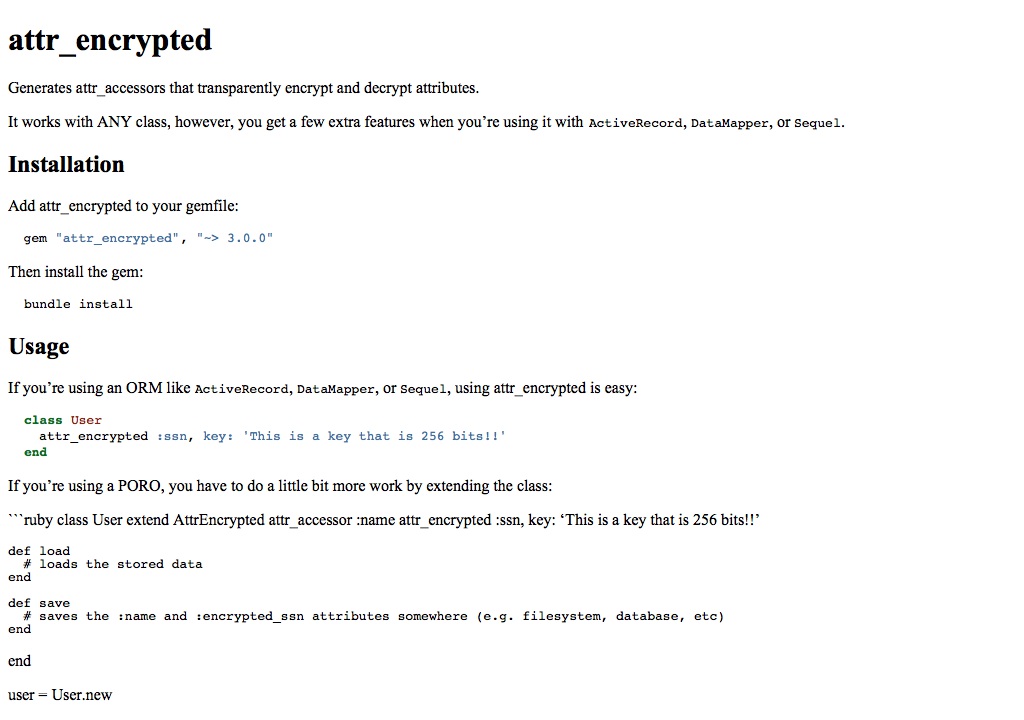 attr_encrypted
Generates attr_accessors that transparently encrypt and decrypt attributes.
It works with ANY class, however, you get a few extra features when you’re using it with ActiveRecord, DataMapper, or Sequel.
Installation
Add attr_encrypted to your gemfile:
gem "attr_encrypted", "~> 3.0.0"
Then install the gem:
bundle install
Usage
If you’re using an ORM like ActiveRecord, DataMapper, or Sequel, using attr_encrypted is easy:
class User
attr_encrypted :ssn, key: 'This is a key that is 256 bits!!'
end
If you’re using a PORO, you have to do a little bit more work by extending the class:
```ruby class User extend AttrEncrypted attr_accessor :name attr_encrypted :ssn, key: ‘This is a key that is 256 bits!!’
def load
# loads the stored data
end
def save
# saves the :name and :encrypted_ssn attributes somewhere (e.g. filesystem, database, etc)
end
end
user = User.new